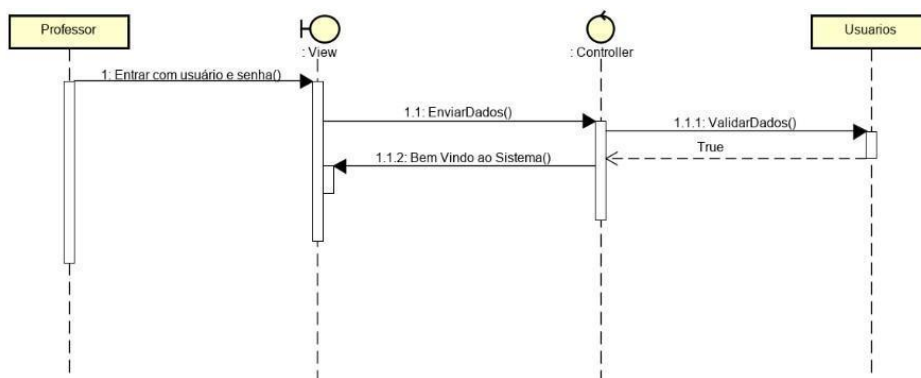 Professor
: View
: Controller
Usuarios
1: Entrar com usuário e senha()
1.1: EnviarDados()
1.1.1: ValidarDados()
True
1.1.2: Bem Vindo ao Sistema()